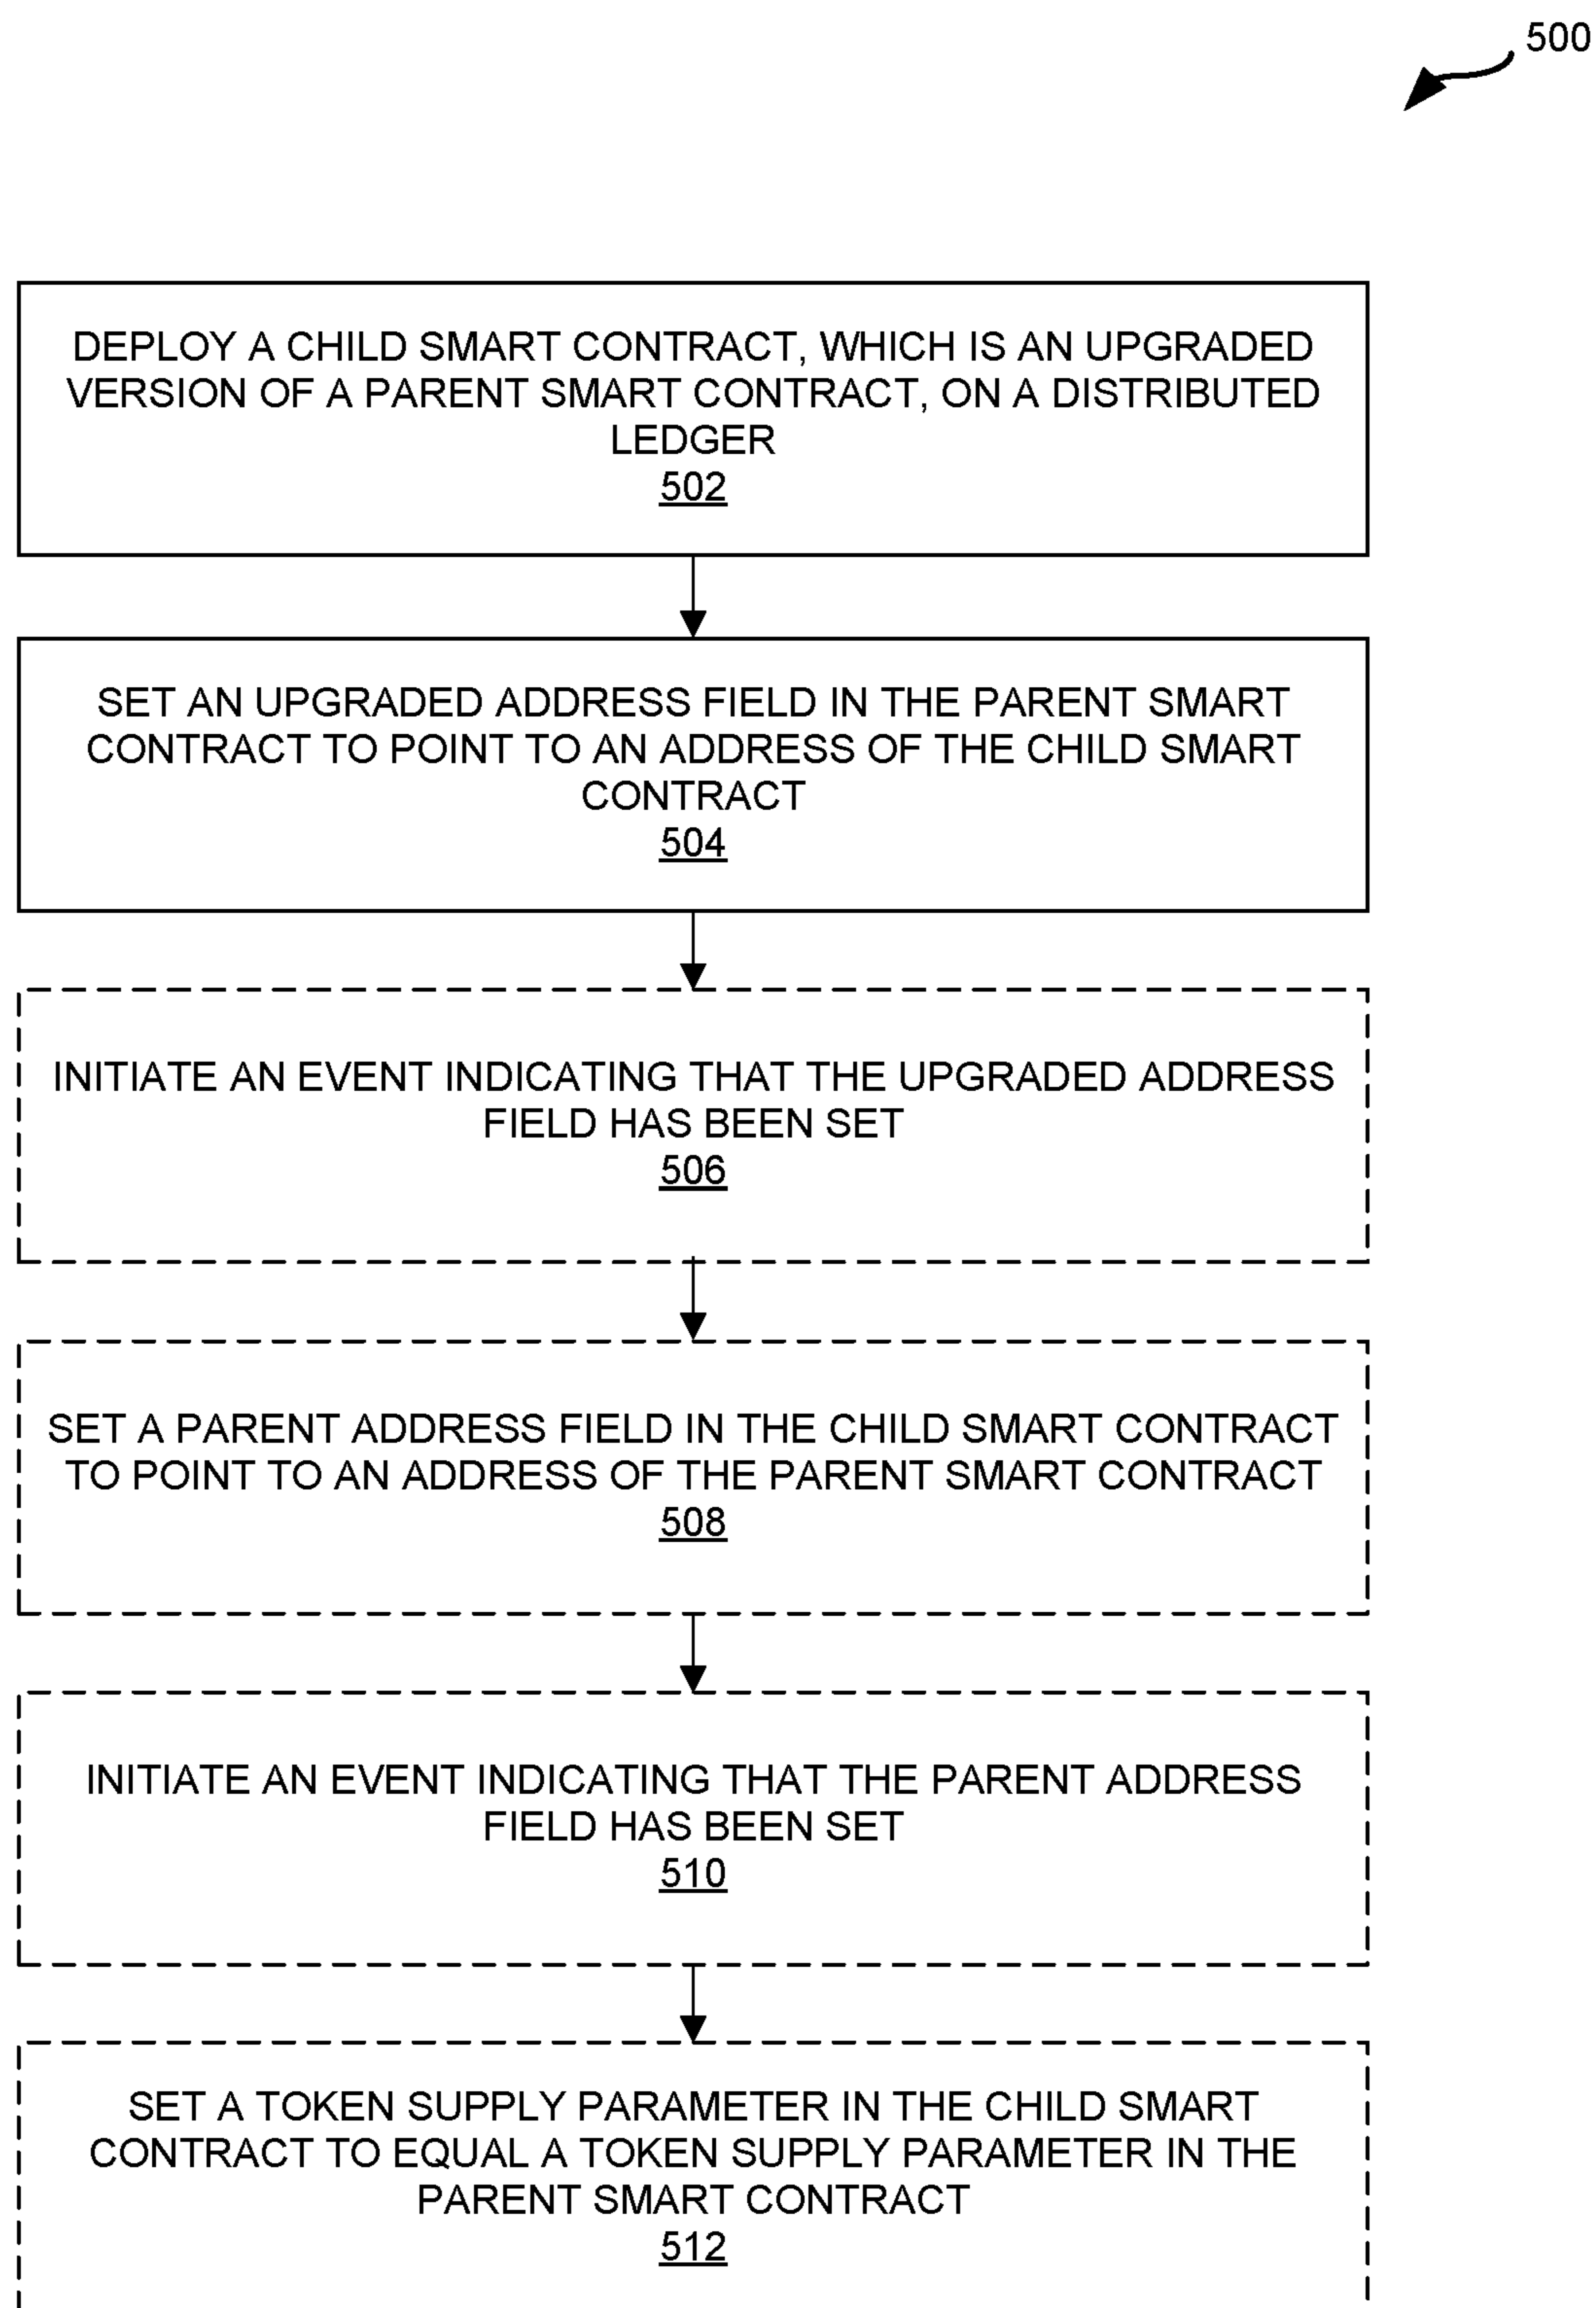 500
DEPLOY A CHILD SMART CONTRACT, WHICH IS AN UPGRADED
VERSION OF A PARENT SMART CONTRACT, ON A DISTRIBUTED
LEDGER
502
SET AN UPGRADED ADDRESS FIELD IN THE PARENT SMART
CONTRACT TO POINT TO AN ADDRESS OF THE CHILD SMART
CONTRACT
504
INITIATE AN EVENT INDICATING THAT THE UPGRADED ADDRESS
FIELD HAS BEEN SET
506
SET A PARENT ADDRESS FIELD IN THE CHILD SMART CONTRACT
TO POINT TO AN ADDRESS OF THE PARENT SMART CONTRACT
508
INITIATE AN EVENT INDICATING THAT THE PARENT ADDRESS
FIELD HAS BEEN SET
510
SET A TOKEN SUPPLY PARAMETER IN THE CHILD SMART
CONTRACT TO EQUAL A TOKEN SUPPLY PARAMETER IN THE
PARENT SMART CONTRACT
512